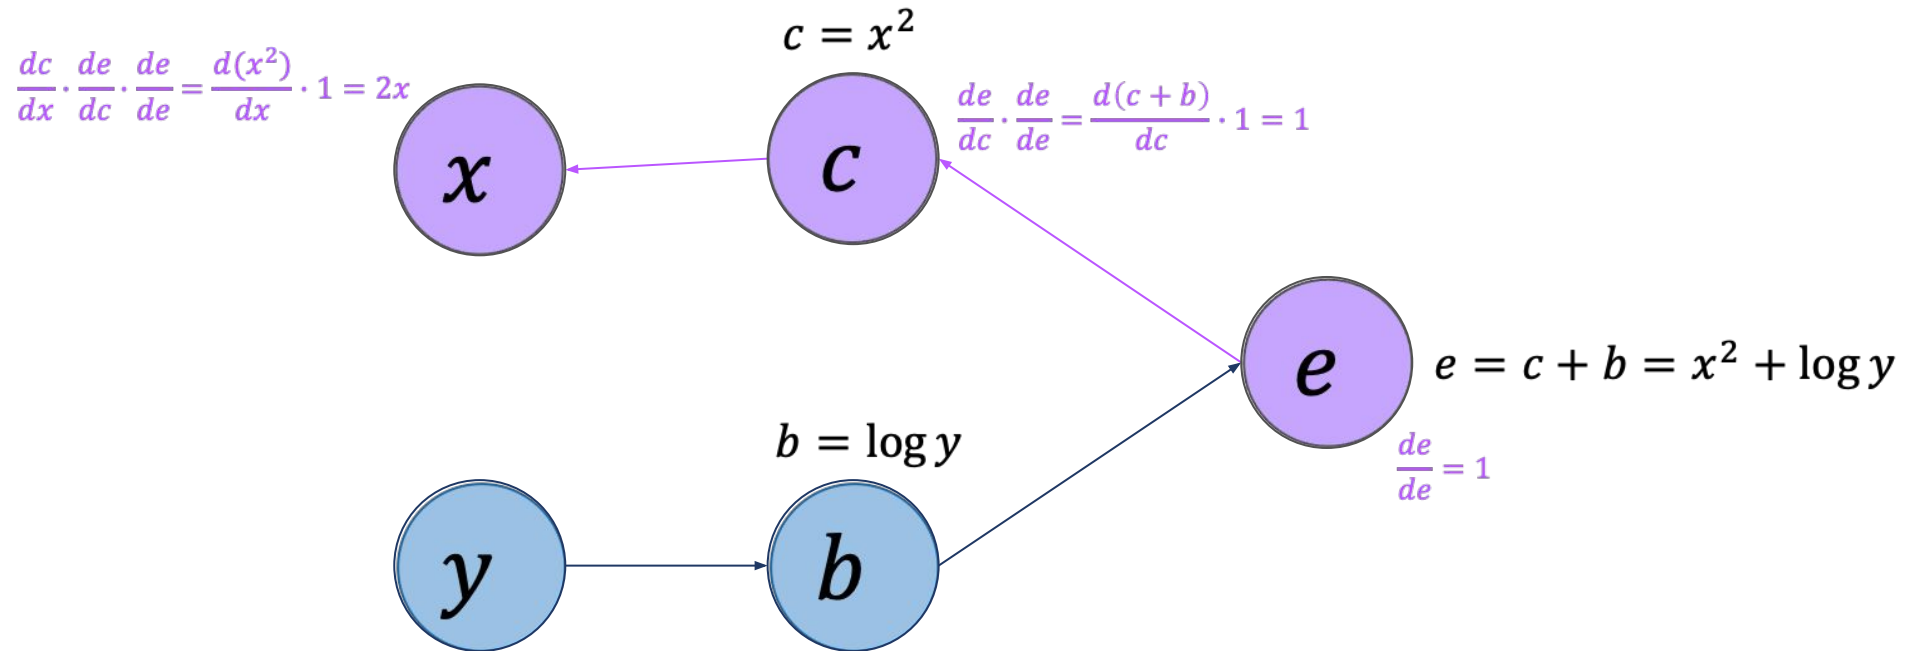 c = x²
dc/dx · de/dc · de/de = d(x²)/dx · 1 = 2x
de/dc · de/de = d(c + b)/dc · 1 = 1
x
c
e
e = c + b = x² + log y
de/de = 1
b = log y
y
b